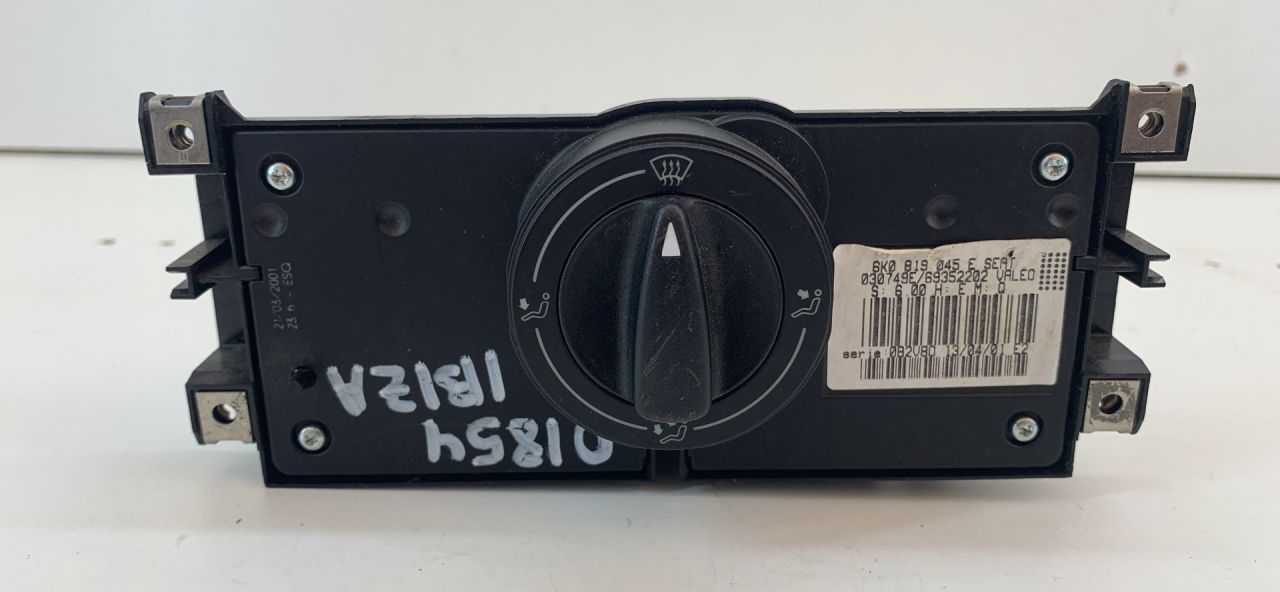 21/03/2001
23 h - ESQ
IBIZA
01854
6K0 819 045 E SEAT
030749E/69352202 VALEO
S: 6.00 H: E M: Q
serie 0B2V80 13/04/01 E2